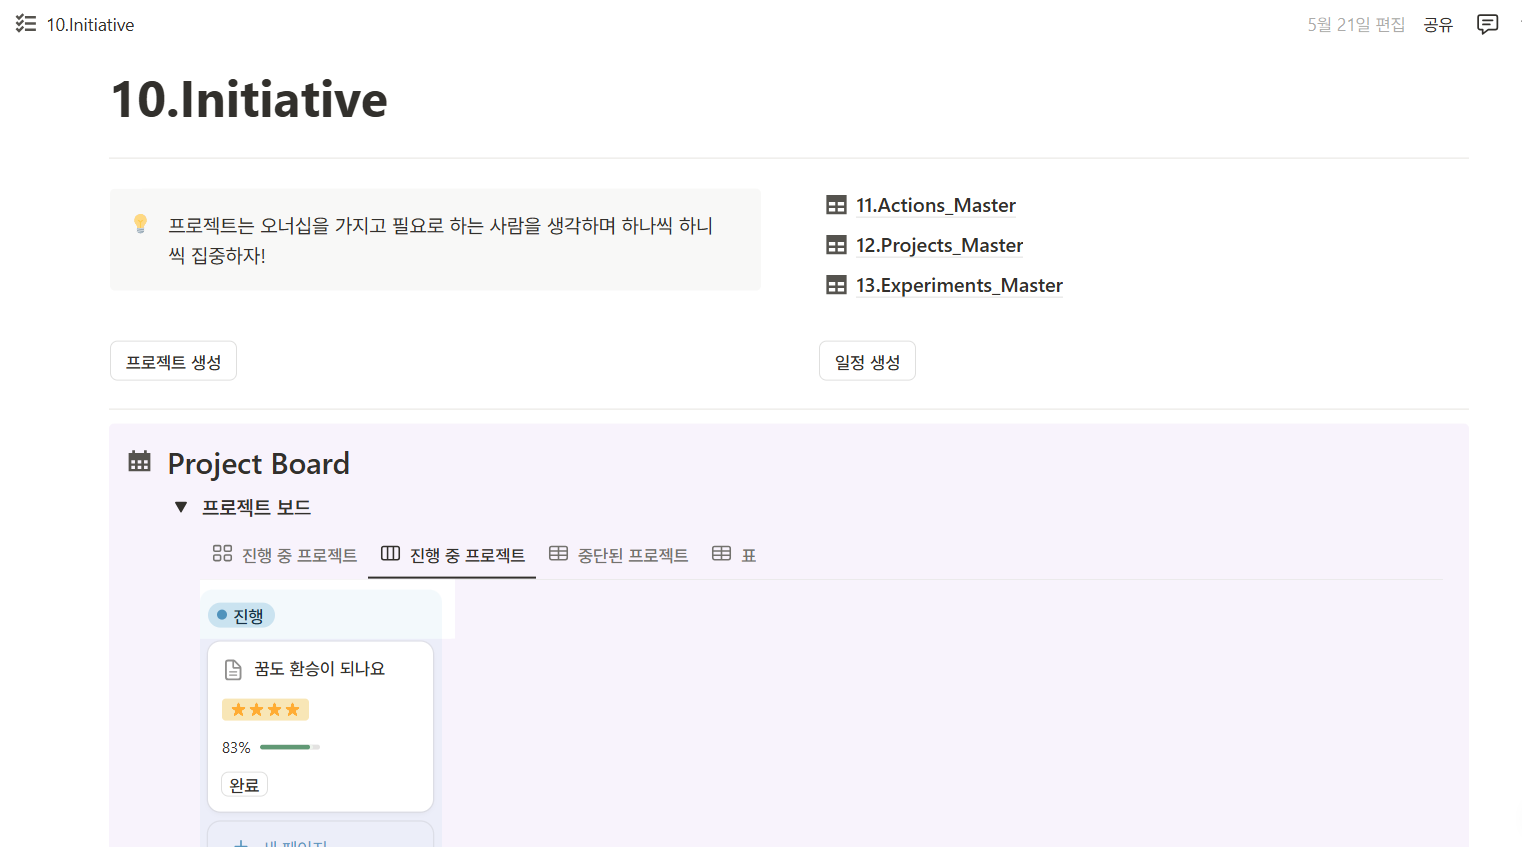 10.Initiative
5월 21일 편집 공유
10.Initiative
프로젝트는 오너십을 가지고 필요로 하는 사람을 생각하며 하나씩 하니
씩 집중하자!
11.Actions_Master
12.Projects_Master
13.Experiments_Master
프로젝트 생성
일정 생성
Project Board
프로젝트 보드
진행 중 프로젝트 진행 중 프로젝트 중단된 프로젝트 표
진행
꿈도 환승이 되나요
83%
완료
새 페이지